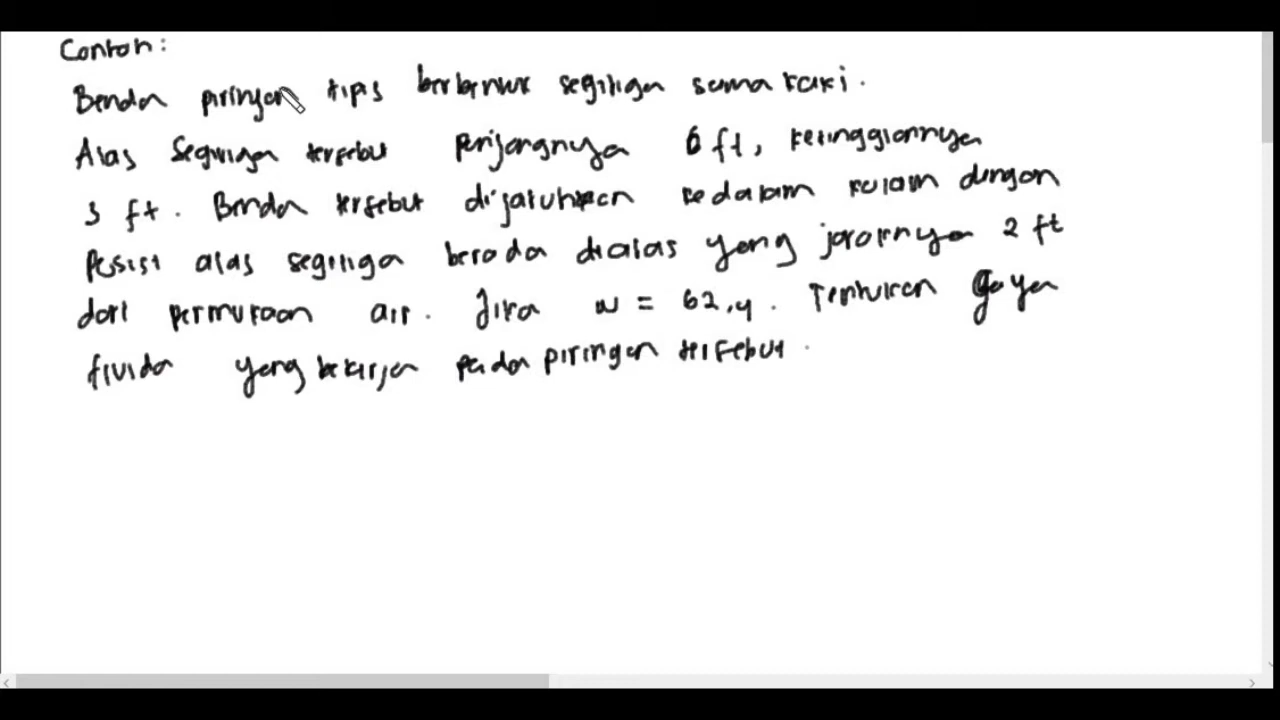 Contoh:
Benda piringan tipis berbentuk segitiga sama kaki.
Alas Segitiga tersebut panjangnya 6 ft, ketinggiannya
3 ft. Benda tersebut dijatuhkan kedalam kolam dengan
Posisi alas segitiga berada diatas yang jaraknya 2 ft
dari permukaan air. Jika w = 62,4. Tentukan gaya
fluida yang bekerja pada piringan tersebut.